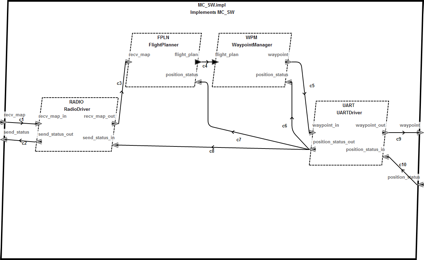 MC_SW.impl
Implements MC_SW
FPLN
FlightPlanner
recv_map
flight_plan
position_status
WPM
WaypointManager
flight_plan
waypoint
position_status
c4
c3
c5
RADIO
RadioDriver
recv_map_in
recv_map_out
send_status_out
send_status_in
recv_map
c1
send_status
c2
UART
UARTDriver
waypoint_in
waypoint_out
position_status_out
position_status_in
c6
c7
c8
waypoint
c9
c10
position_status